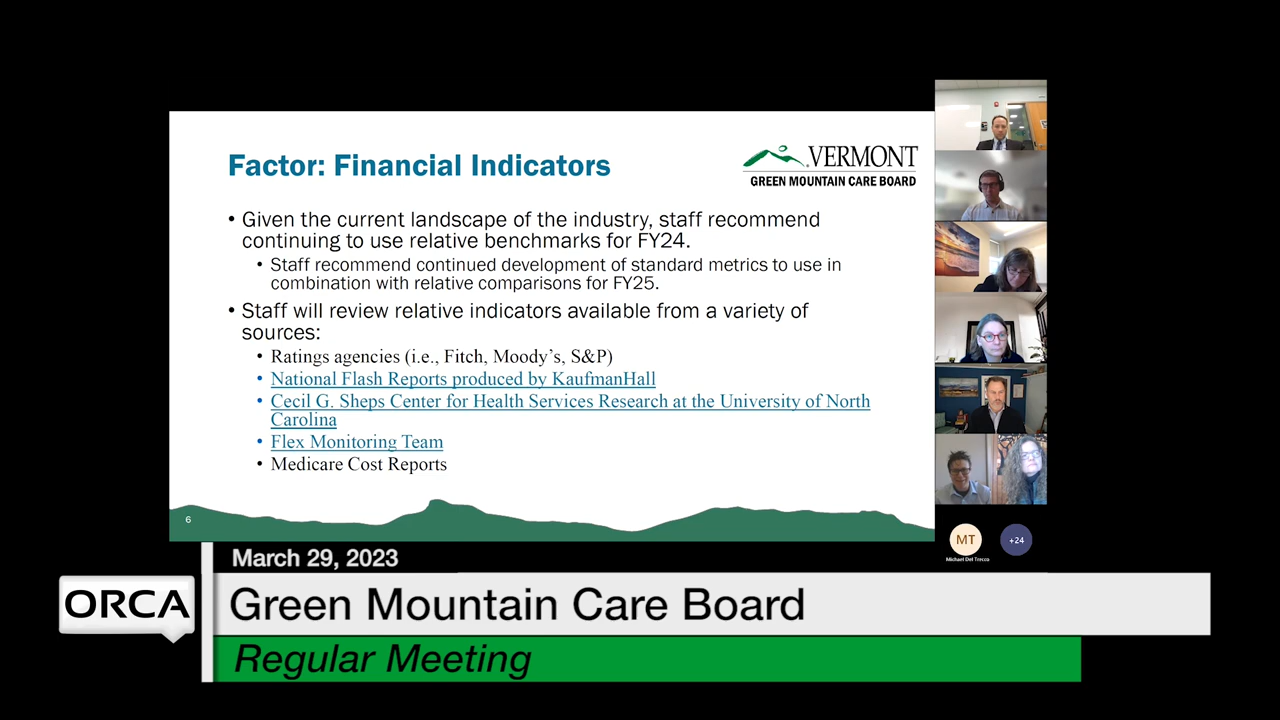 Factor: Financial Indicators
VERMONT
GREEN MOUNTAIN CARE BOARD
• Given the current landscape of the industry, staff recommend
continuing to use relative benchmarks for FY24.
• Staff recommend continued development of standard metrics to use in
combination with relative comparisons for FY25.
• Staff will review relative indicators available from a variety of
sources:
• Ratings agencies (i.e., Fitch, Moody's, S&P)
• National Flash Reports produced by KaufmanHall
• Cecil G. Sheps Center for Health Services Research at the University of North
Carolina
• Flex Monitoring Team
• Medicare Cost Reports
6
MT
+24
Michael Del Trecco
March 29, 2023
ORCA
Green Mountain Care Board
Regular Meeting